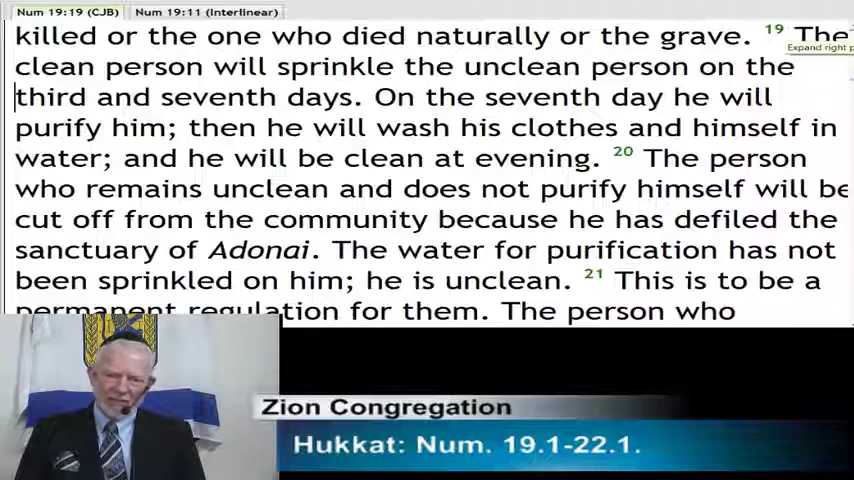 Num 19:19 (CJB) Num 19:11 (Interlinear)
killed or the one who died naturally or the grave. 19 The
Expand right p
clean person will sprinkle the unclean person on the
third and seventh days. On the seventh day he will
purify him; then he will wash his clothes and himself in
water; and he will be clean at evening. 20 The person
who remains unclean and does not purify himself will be
cut off from the community because he has defiled the
sanctuary of Adonai. The water for purification has not
been sprinkled on him; he is unclean. 21 This is to be a
permanent regulation for them. The person who
Zion Congregation
Hukkat: Num. 19.1-22.1.